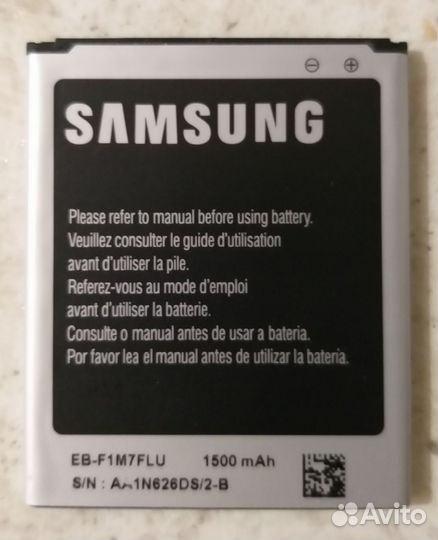 SAMSUNG
Please refer to manual before using battery.
Veuillez consulter le guide d'utilisation
avant d'utiliser la pile.
Referez-vous au mode d'emploi
avant d'utiliser la batterie.
Consulte o manual antes de usar a bateria.
Por favor lea el manual antes de utilizar la batería.
EB-F1M7FLU 1500 mAh
S/N : 
Avito